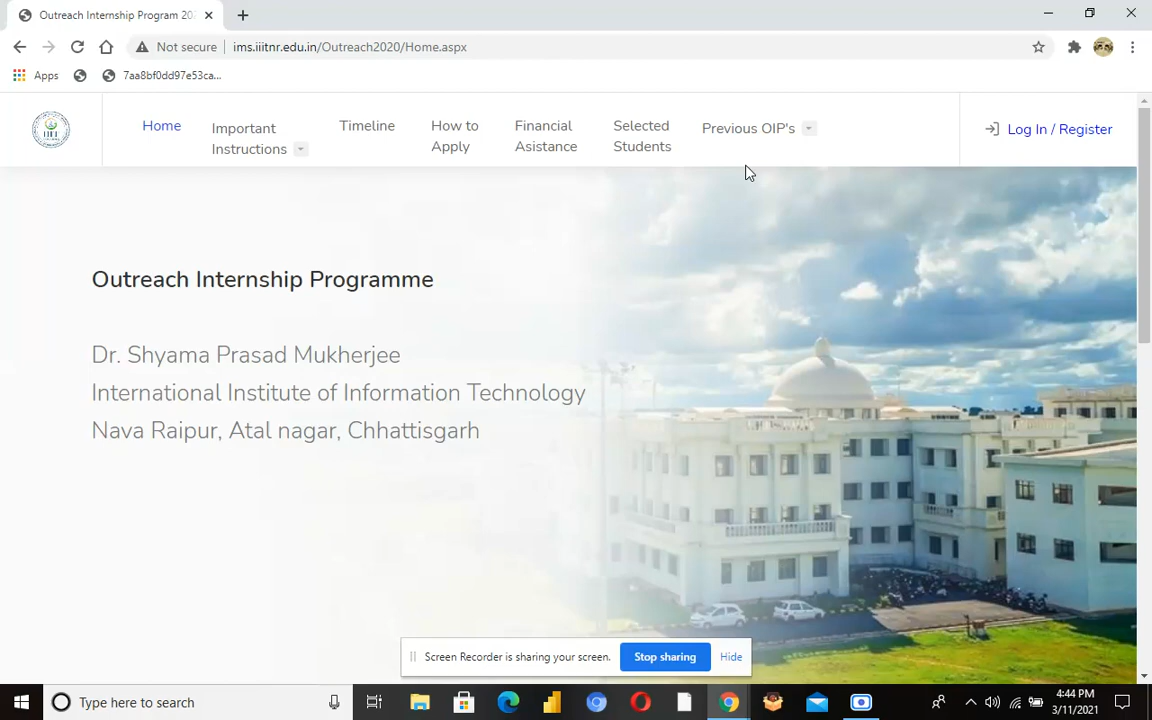 Outreach Internship Program 20
Not secure
ims.iiitnr.edu.in/Outreach2020/Home.aspx
Apps
7aa8bf0dd97e53ca...
Home
Important
Instructions
Timeline
How to
Apply
Financial
Asistance
Selected
Students
Previous OIP's
Log In / Register
Outreach Internship Programme
Dr. Shyama Prasad Mukherjee
International Institute of Information Technology
Nava Raipur, Atal nagar, Chhattisgarh
Screen Recorder is sharing your screen.
Stop sharing
Hide
Type here to search
4:44 PM
3/11/2021